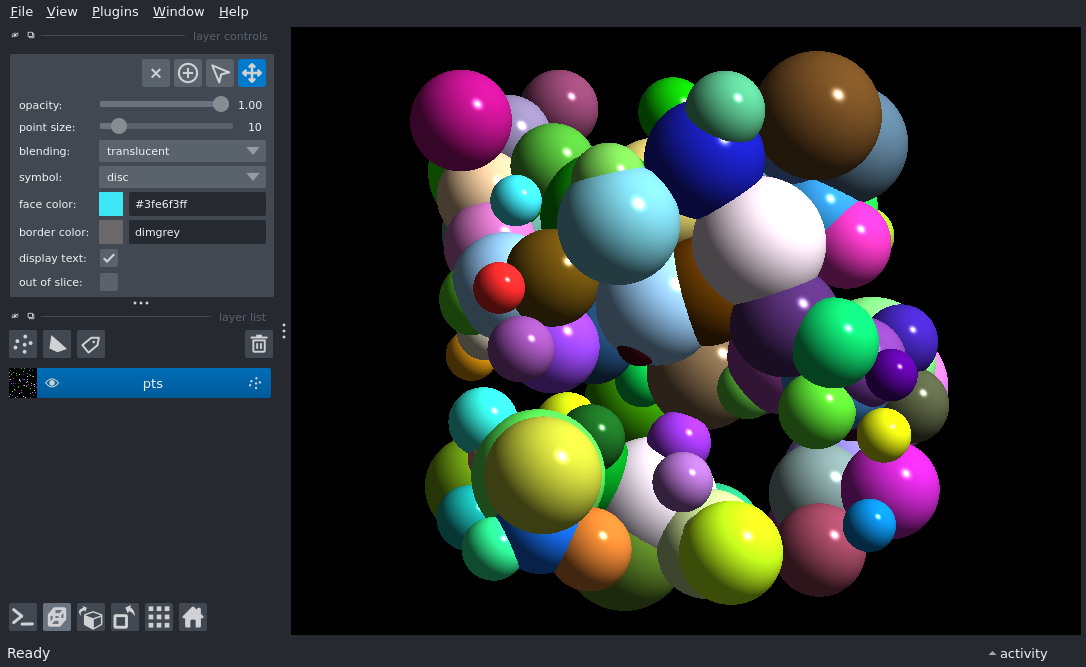 File View Plugins Window Help
layer controls
opacity: 1.00
point size: 10
blending: translucent
symbol: disc
face color: #3fe6f3ff
border color: dimgrey
display text:
out of slice:
layer list
pts
Ready
activity